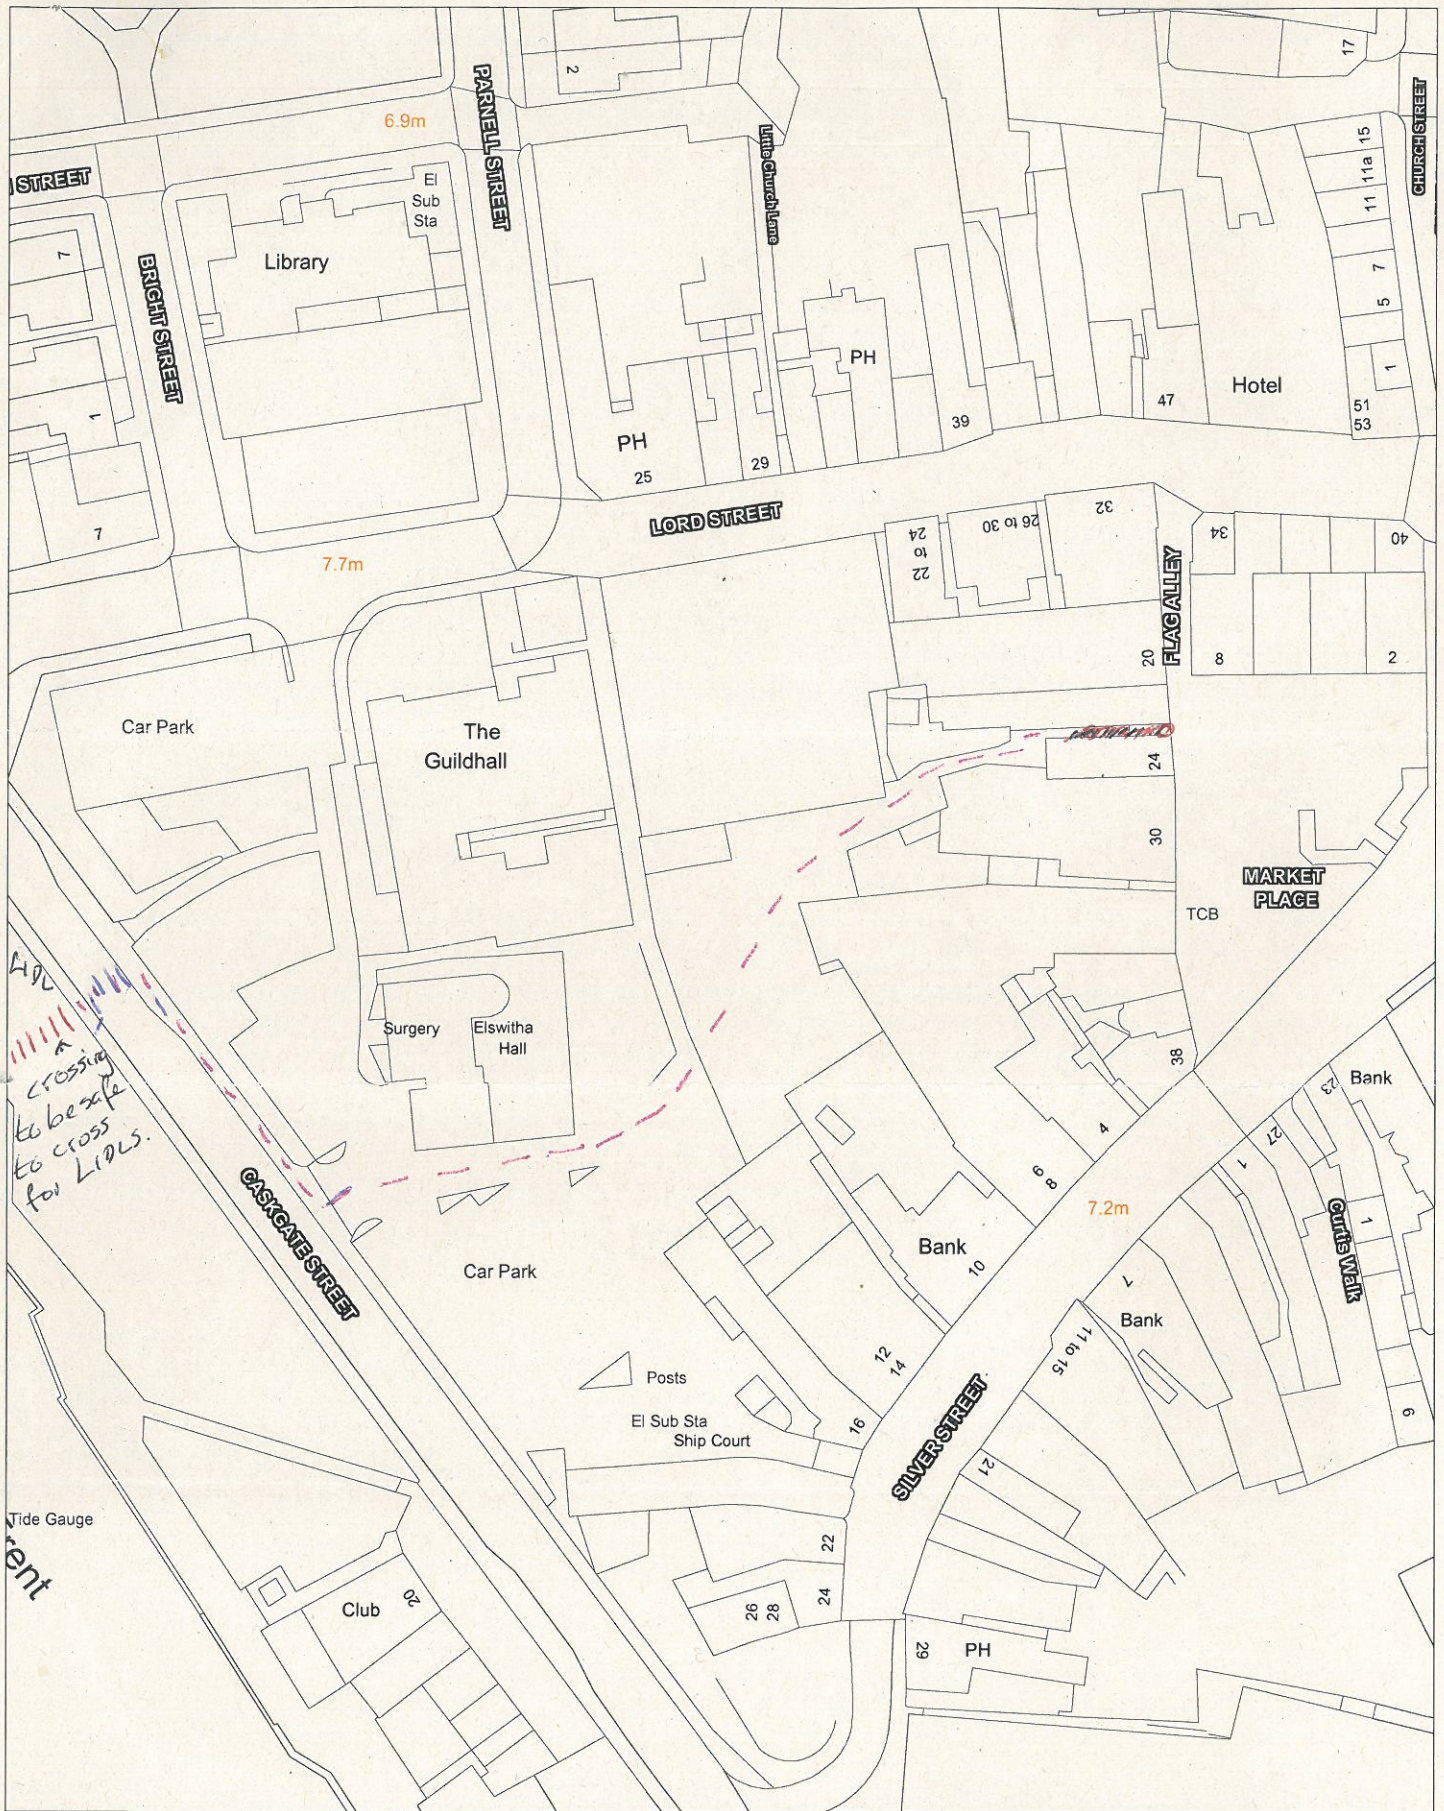 2
17
CHURCH STREET
6.9m
PARNELL STREET
Little Church Lane
15
11a
11
STREET
El
Sub
Sta
Library
7
BRIGHT STREET
7
5
1
PH
Hotel
1
47
51
53
39
PH
25
29
7
LORD STREET
7.7m
22
to
24
26 to 30
32
34
40
FLAG ALLEY
20
8
2
Car Park
The
Guildhall
24
30
MARKET
PLACE
TCB
LIDL
Surgery
Elswitha
Hall
38
crossing
to be safe
to cross
for LIDLS.
Bank
23
27
4
1
9
8
7.2m
1
Curtis Walk
CASKGATE STREET
Bank
10
Car Park
7
Bank
11 to 15
12
14
Posts
El Sub Sta
Ship Court
16
SILVER STREET
9
21
Tide Gauge
rent
22
Club
20
26
28
24
29
PH